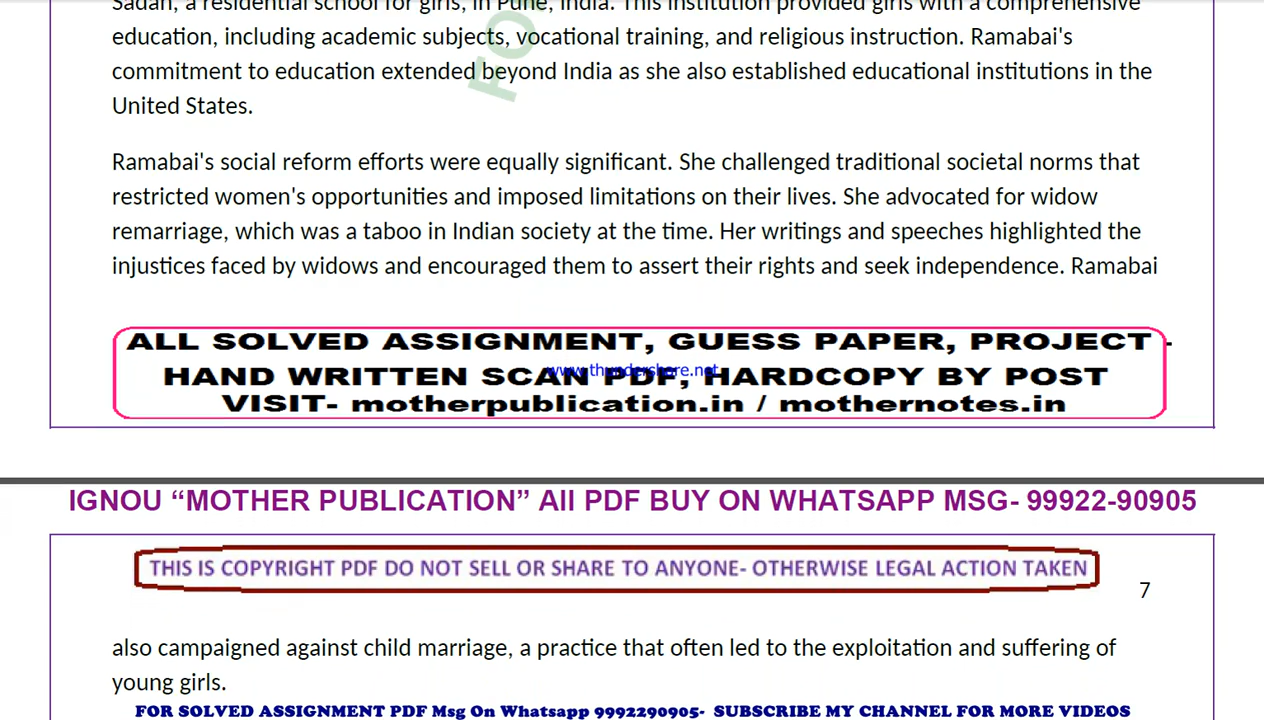 Sadan, a residential school for girls, in Pune, India. This institution provided girls with a comprehensive
education, including academic subjects, vocational training, and religious instruction. Ramabai's
commitment to education extended beyond India as she also established educational institutions in the
United States.
Ramabai's social reform efforts were equally significant. She challenged traditional societal norms that
restricted women's opportunities and imposed limitations on their lives. She advocated for widow
remarriage, which was a taboo in Indian society at the time. Her writings and speeches highlighted the
injustices faced by widows and encouraged them to assert their rights and seek independence. Ramabai
ALL SOLVED ASSIGNMENT, GUESS PAPER, PROJECT -
www.thundershare.net
HAND WRITTEN SCAN PDF, HARDCOPY BY POST
VISIT- motherpublication.in / mothernotes.in
IGNOU “MOTHER PUBLICATION” All PDF BUY ON WHATSAPP MSG- 99922-90905
THIS IS COPYRIGHT PDF DO NOT SELL OR SHARE TO ANYONE- OTHERWISE LEGAL ACTION TAKEN
7
also campaigned against child marriage, a practice that often led to the exploitation and suffering of
young girls.
FOR SOLVED ASSIGNMENT PDF Msg On Whatsapp 9992290905- SUBSCRIBE MY CHANNEL FOR MORE VIDEOS